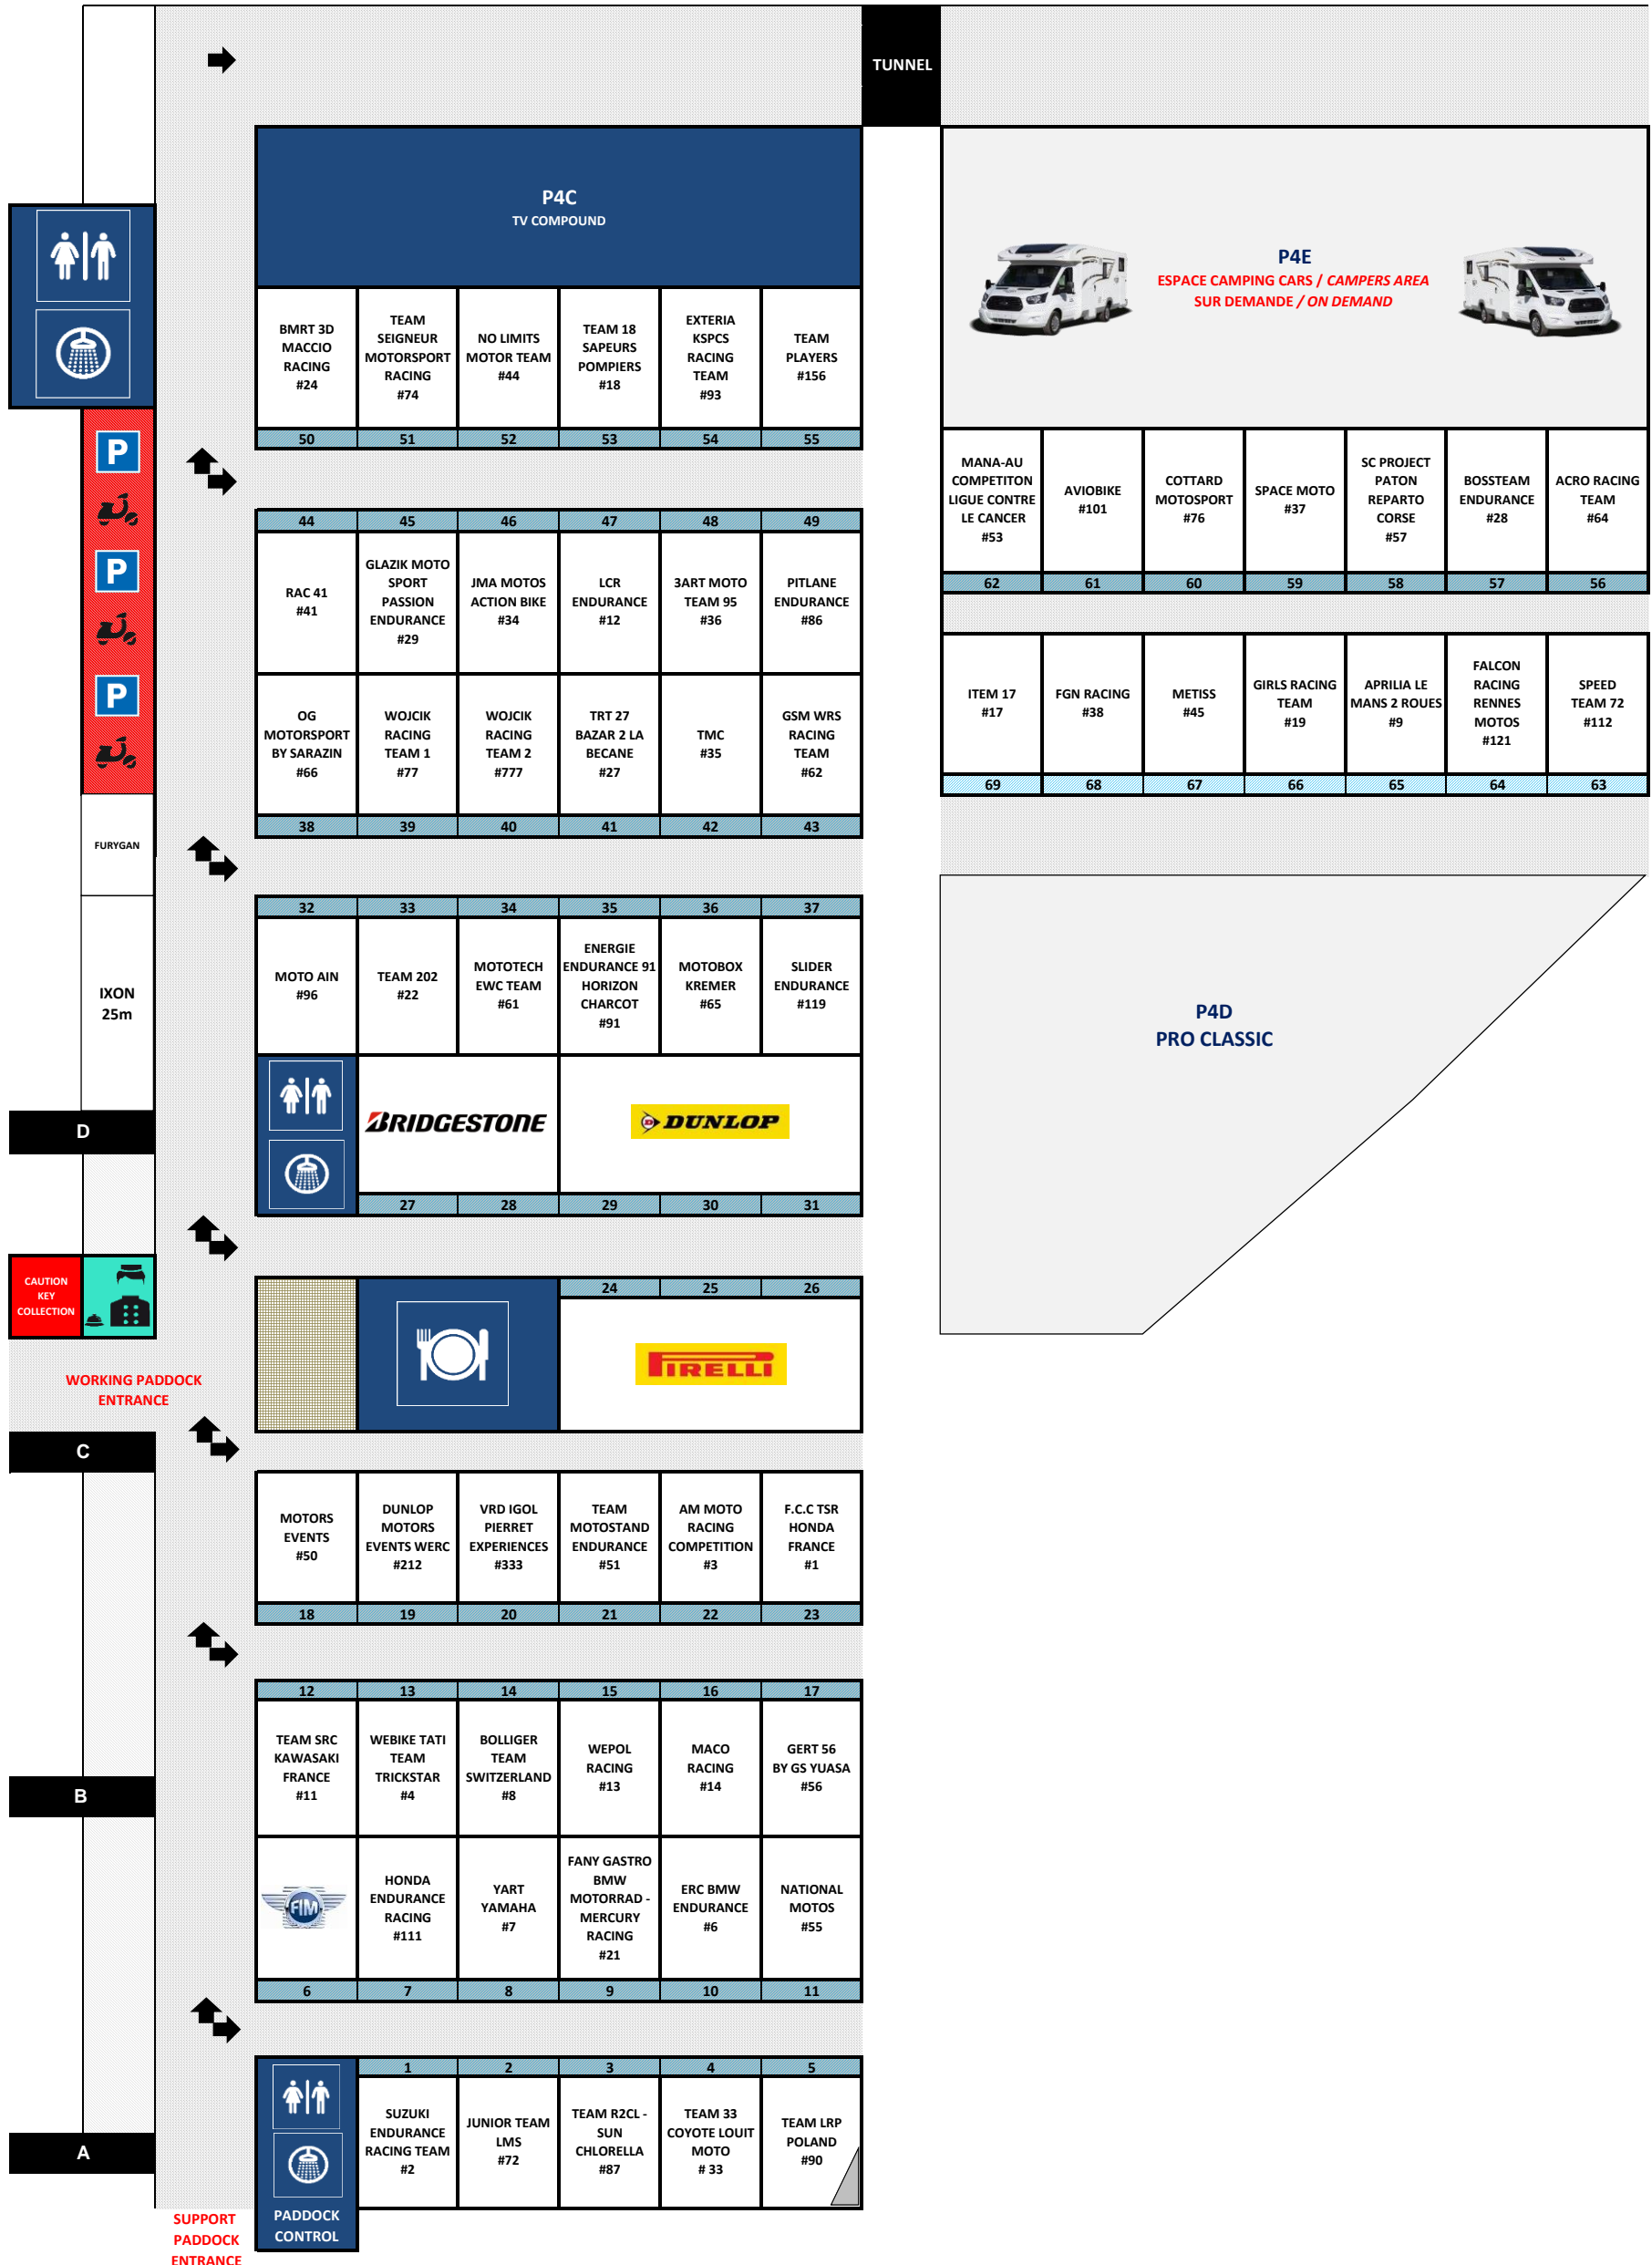 TUNNEL
P4C
TV COMPOUND
P4E
ESPACE CAMPING CARS / CAMPERS AREA
SUR DEMANDE / ON DEMAND
BMRT 3D
MACCIO
RACING
#24
TEAM
SEIGNEUR
MOTORSPORT
RACING
#74
NO LIMITS
MOTOR TEAM
#44
TEAM 18
SAPEURS
POMPIERS
#18
EXTERIA
KSPCS
RACING
TEAM
#93
TEAM
PLAYERS
#156
50
51
52
53
54
55
P
P
P
MANA-AU
COMPETITON
LIGUE CONTRE
LE CANCER
#53
AVIOBIKE
#101
COTTARD
MOTOSPORT
#76
SPACE MOTO
#37
SC PROJECT
PATON
REPARTO
CORSE
#57
BOSSTEAM
ENDURANCE
#28
ACRO RACING
TEAM
#64
62
61
60
59
58
57
56
44
45
46
47
48
49
RAC 41
#41
GLAZIK MOTO
SPORT
PASSION
ENDURANCE
#29
JMA MOTOS
ACTION BIKE
#34
LCR
ENDURANCE
#12
3ART MOTO
TEAM 95
#36
PITLANE
ENDURANCE
#86
OG
MOTORSPORT
BY SARAZIN
#66
WOJCIK
RACING
TEAM 1
#77
WOJCIK
RACING
TEAM 2
#777
TRT 27
BAZAR 2 LA
BECANE
#27
TMC
#35
GSM WRS
RACING
TEAM
#62
38
39
40
41
42
43
ITEM 17
#17
FGN RACING
#38
METISS
#45
GIRLS RACING
TEAM
#19
APRILIA LE
MANS 2 ROUES
#9
FALCON
RACING
RENNES
MOTOS
#121
SPEED
TEAM 72
#112
69
68
67
66
65
64
63
FURYGAN
IXON
25m
32
33
34
35
36
37
MOTO AIN
#96
TEAM 202
#22
MOTOTECH
EWC TEAM
#61
ENERGIE
ENDURANCE 91
HORIZON
CHARCOT
#91
MOTOBOX
KREMER
#65
SLIDER
ENDURANCE
#119
P4D
PRO CLASSIC
BRIDGESTONE
D DUNLOP
27
28
29
30
31
D
CAUTION
KEY
COLLECTION
24
25
26
PIRELLI
WORKING PADDOCK
ENTRANCE
C
MOTORS
EVENTS
#50
DUNLOP
MOTORS
EVENTS WERC
#212
VRD IGOL
PIERRET
EXPERIENCES
#333
TEAM
MOTOSTAND
ENDURANCE
#51
AM MOTO
RACING
COMPETITION
#3
F.C.C TSR
HONDA
FRANCE
#1
18
19
20
21
22
23
12
13
14
15
16
17
TEAM SRC
KAWASAKI
FRANCE
#11
WEBIKE TATI
TEAM
TRICKSTAR
#4
BOLLIGER
TEAM
SWITZERLAND
#8
WEPOL
RACING
#13
MACO
RACING
#14
GERT 56
BY GS YUASA
#56
B
FIM
HONDA
ENDURANCE
RACING
#111
YART
YAMAHA
#7
FANY GASTRO
BMW
MOTORRAD -
MERCURY
RACING
#21
ERC BMW
ENDURANCE
#6
NATIONAL
MOTOS
#55
6
7
8
9
10
11
1
2
3
4
5
SUZUKI
ENDURANCE
RACING TEAM
#2
JUNIOR TEAM
LMS
#72
TEAM R2CL -
SUN
CHLORELLA
#87
TEAM 33
COYOTE LOUIT
MOTO
# 33
TEAM LRP
POLAND
#90
A
PADDOCK
CONTROL
SUPPORT
PADDOCK
ENTRANCE